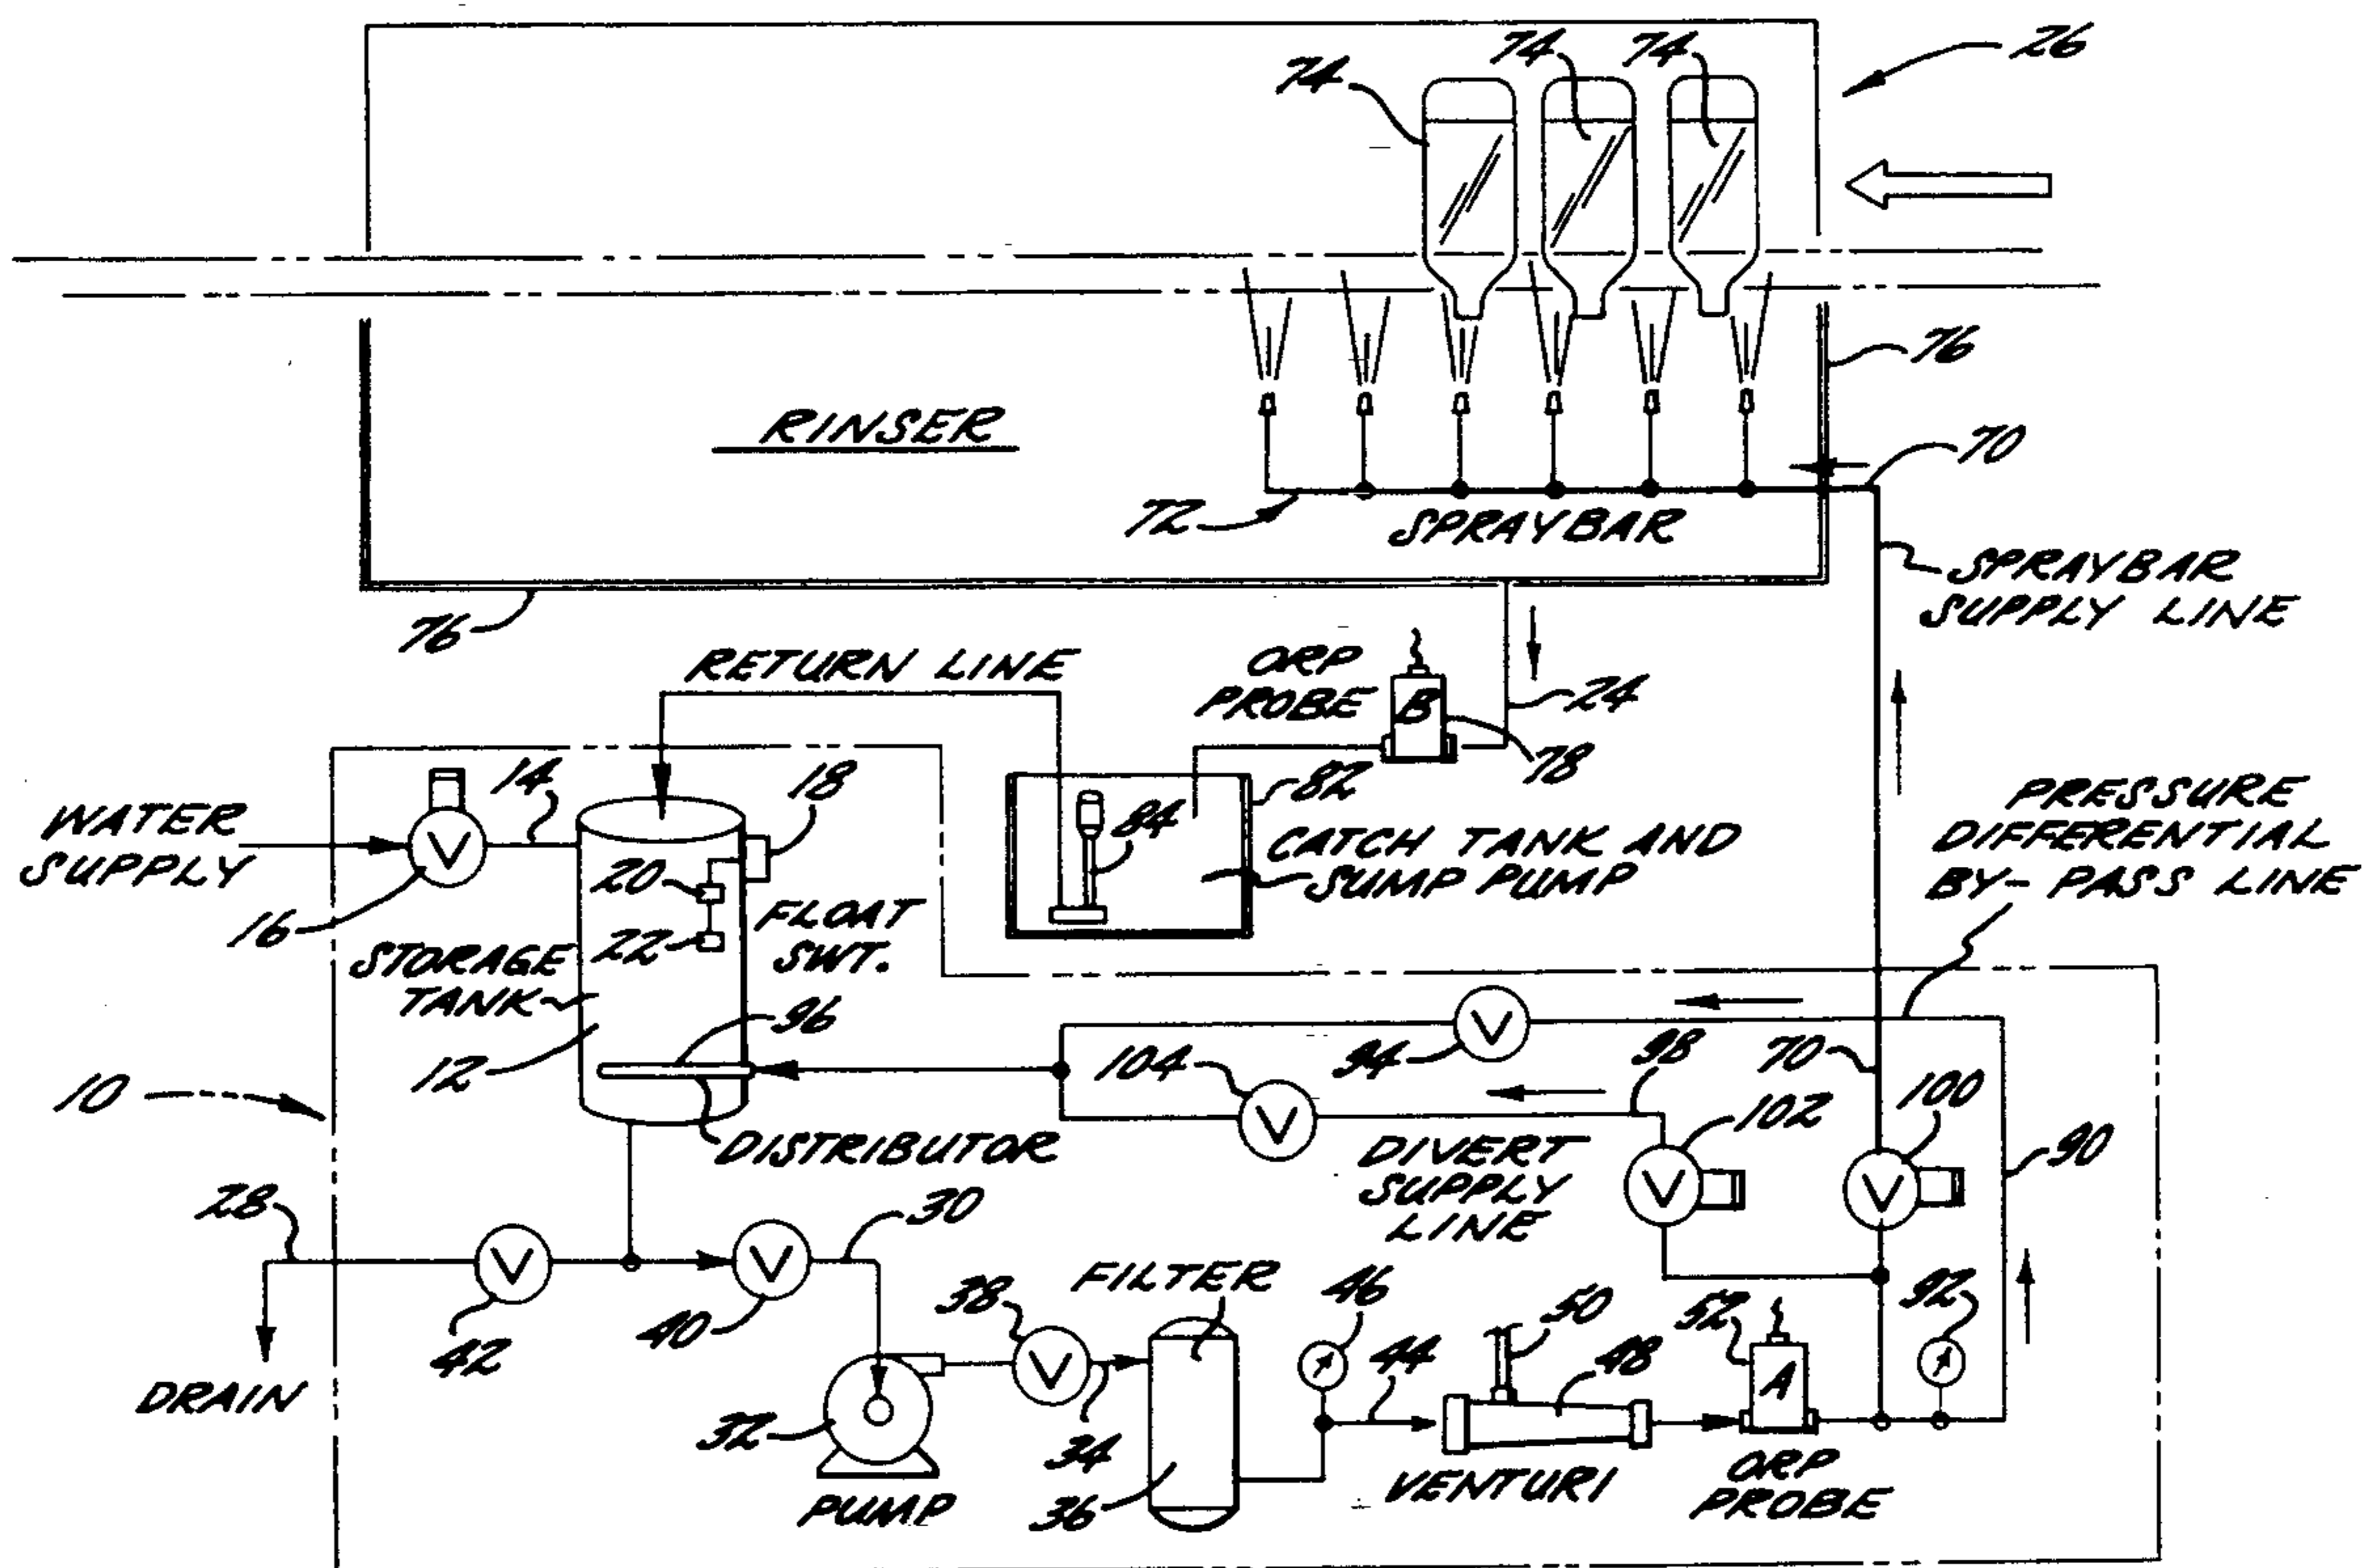 26
74
74
74
76
RINSER
70
72
SPRAYBAR
SPRAYBAR
SUPPLY LINE
76
RETURN LINE
ORP
PROBE
B
24
78
14
18
82
PRESSURE
DIFFERENTIAL
BY-PASS LINE
WATER
SUPPLY
V
84
20
CATCH TANK AND
SUMP PUMP
16
22
FLOAT
SWT.
STORAGE
TANK
96
V
94
98
70
12
104
V
102
100
10
DISTRIBUTOR
DIVERT
SUPPLY
LINE
V
V
90
28
30
V
V
42
40
38
FILTER
46
50
52
92
V
44
48
A
DRAIN
32
34
36
PUMP
VENTURI
ORP
PROBE